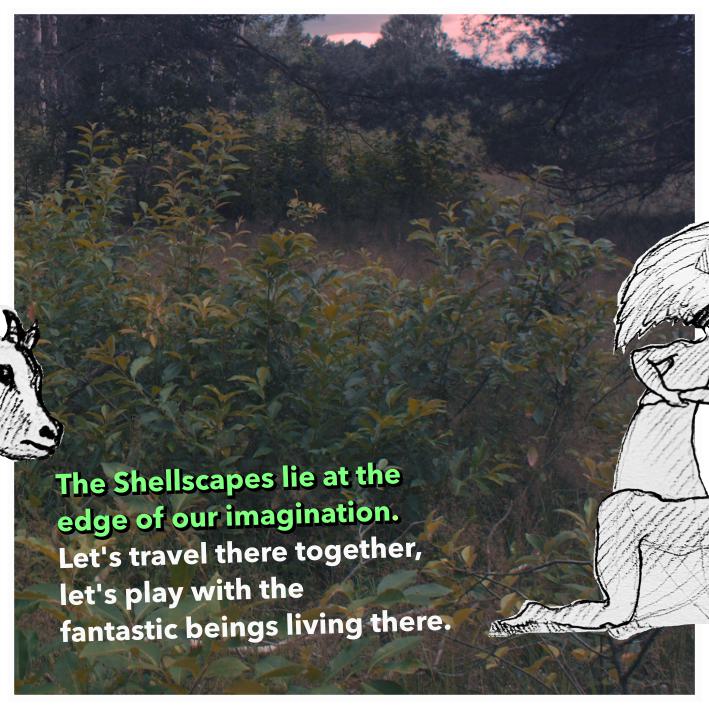 The Shellscapes lie at the
edge of our imagination.
Let's travel there together,
let's play with the
fantastic beings living there.